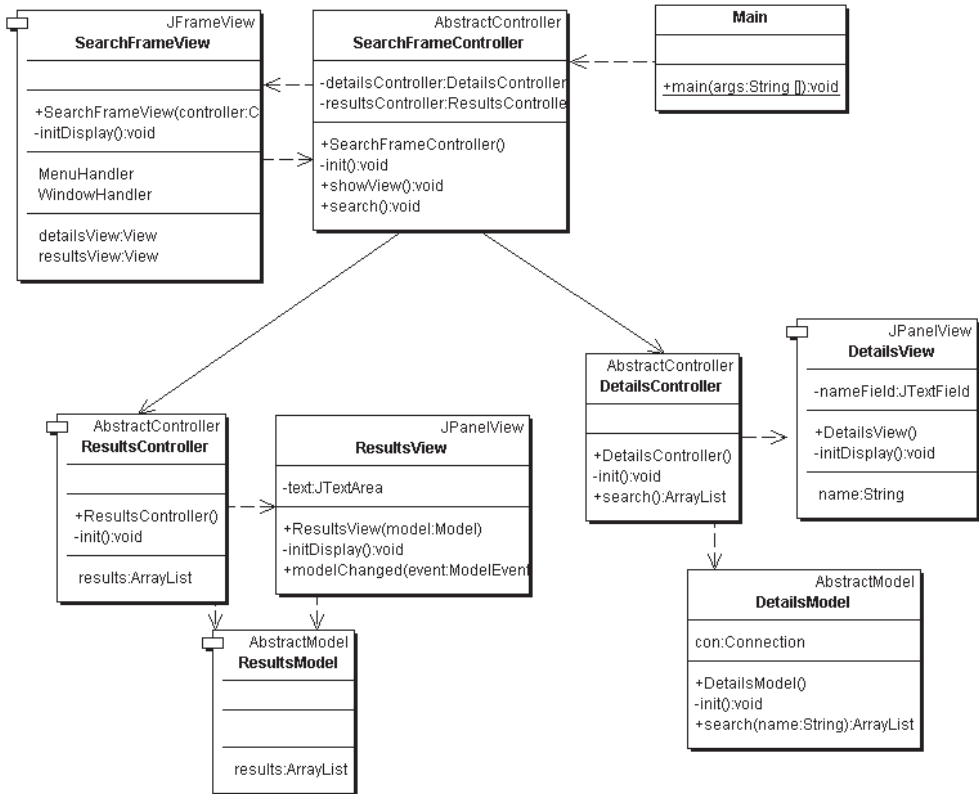 JFrameView
SearchFrameView
+SearchFrameView(controller:C
-initDisplay():void
MenuHandler
WindowHandler
detailsView:View
resultsView:View
AbstractController
SearchFrameController
-detailsController:DetailsController
-resultsController:ResultsControlle
+SearchFrameController()
-init():void
+showView():void
+search():void
Main
+main(args:String []):void
AbstractController
ResultsController
+ResultsController()
-init():void
results:ArrayList
JPanelView
ResultsView
-text:JTextArea
+ResultsView(model:Model)
-initDisplay():void
+modelChanged(event:ModelEvent
AbstractModel
ResultsModel
results:ArrayList
AbstractController
DetailsController
+DetailsController()
-init():void
+search():ArrayList
JPanelView
DetailsView
-nameField:JTextField
+DetailsView()
-initDisplay():void
name:String
AbstractModel
DetailsModel
con:Connection
+DetailsModel()
-init():void
+search(name:String):ArrayList